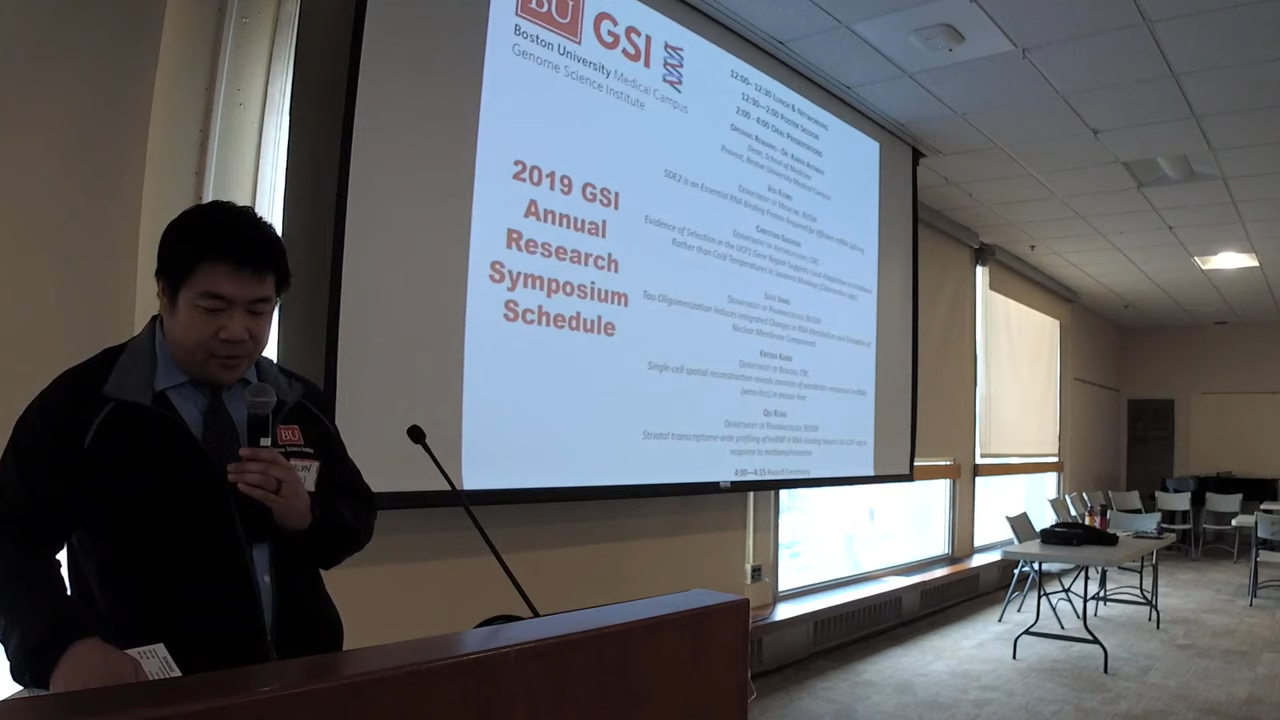 BU
GSI
Boston University Medical Campus
Genome Science Institute
2019 GSI
Annual
Research
Symposium
Schedule
12:00– 12:30 Lunch & Networking
12:30—2:00 Poster Session
2:00 - 4:00 Oral Presentations
Opening Remarks - Dr. Karen
Dean, School of Medicine
Provost, Boston University Medical Campus
Department of Medicine, BUSM
SDE2 is an Essential RNA Binding Protein Required for Efficient mRNA Splicing
Department of Anthropology, CRC
Evidence of Selection in the UCP1 Gene Region Suggests Local Adaptation to
Rather than Cold Temperatures in Savanna Monkeys
Department of Pharmacology, BUSM
Tau Oligomerization Induces Integrated Changes in RNA Metabolism and Disruption of
Nuclear Membrane Components
Department of Biology, CRC
Single-cell spatial reconstruction reveals zonation of
in mouse liver
Department of Pharmacology, BUSM
Striatal transcriptome-wide profiling of hnRNP H RNA-binding targets via CLIP-seq in
response to methamphetamine
4:00—4:15 Award Ceremony
BU